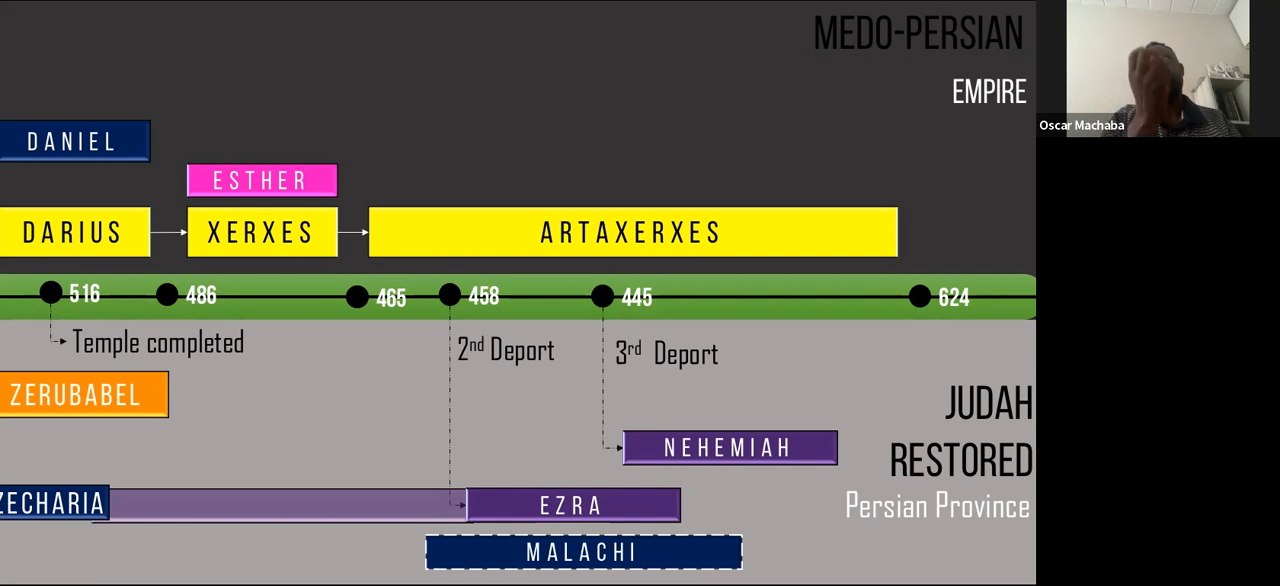 MEDO-PERSIAN
EMPIRE
Oscar Machaba
DANIEL
ESTHER
DARIUS
XERXES
ARTAXERXES
516
486
465
458
445
624
Temple completed
2nd Deport
3rd Deport
ZERUBABEL
JUDAH
RESTORED
NEHEMIAH
Persian Province
ZECHARIA
EZRA
MALACHI